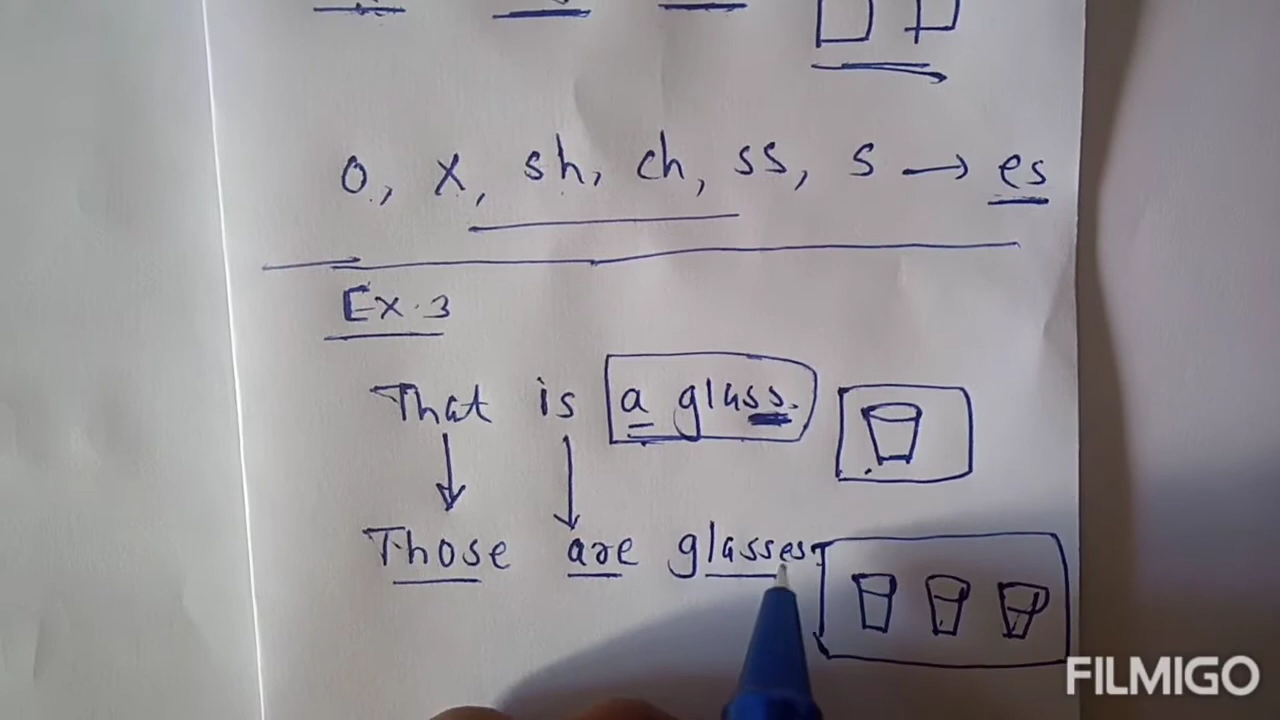 o, x, sh, ch, ss, s → es
Ex.3
That is a glass.
Those are glasses.
FILMIGO